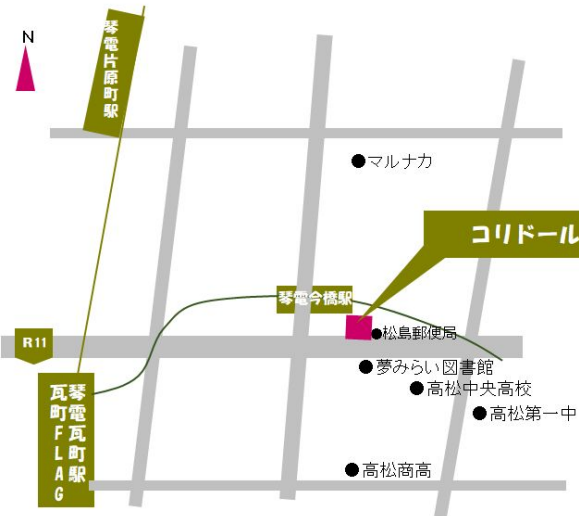 N
琴電片原町駅
マルナカ
コリドール
琴電今橋駅
松島郵便局
R11
夢みらい図書館
高松中央高校
高松第一中
琴電瓦町駅
瓦町FLAG
高松商高